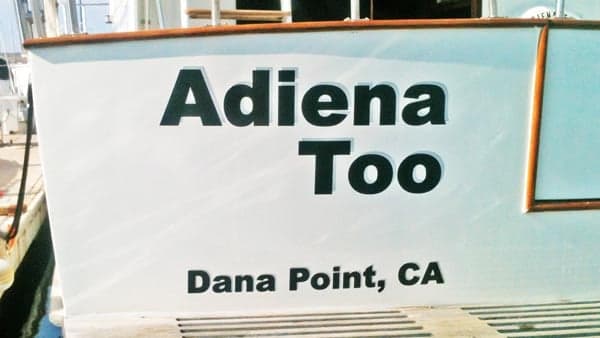 Adiena
Too
Dana Point, CA